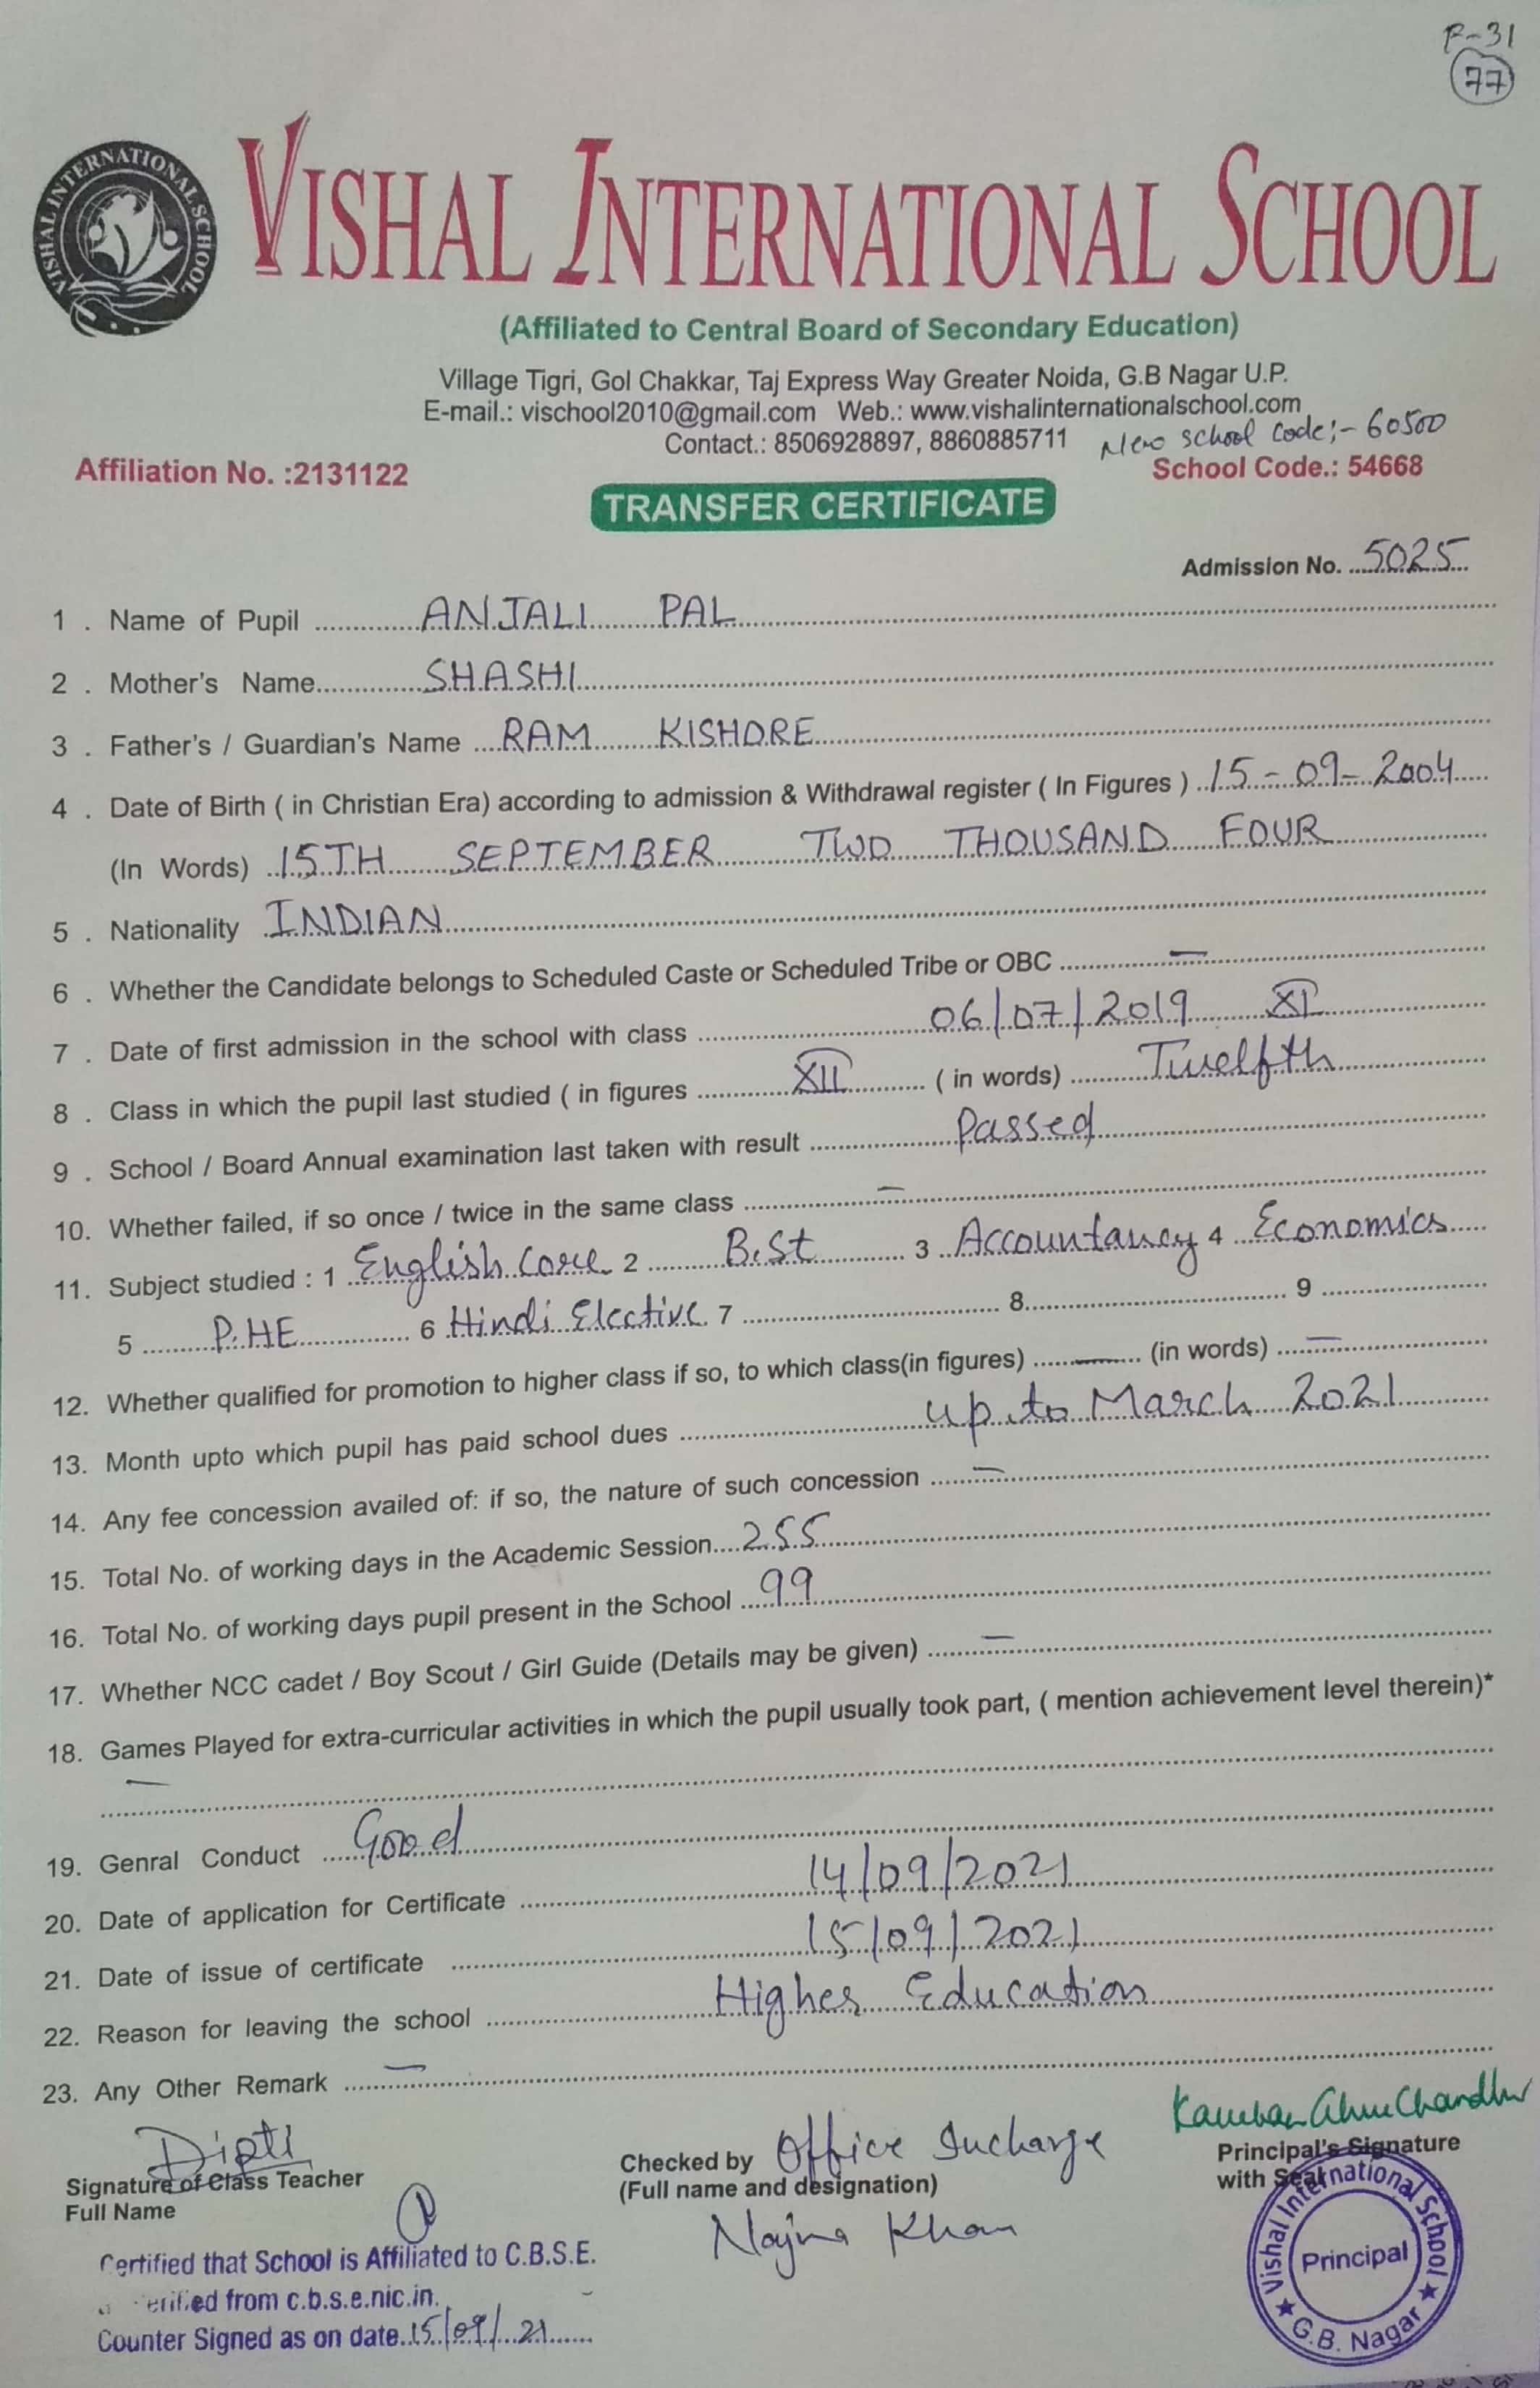 F-31
77
VISHAL INTERNATIONAL SCHOOL
VISHAL INTERNATIONAL SCHOOL
(Affiliated to Central Board of Secondary Education)
Village Tigri, Gol Chakkar, Taj Express Way Greater Noida, G.B Nagar U.P.
E-mail.: vischool2010@gmail.com Web.: www.vishalinternationalschool.com
Contact.: 8506928897, 8860885711 New School Code:- 60500
Affiliation No. :2131122 School Code.: 54668
TRANSFER CERTIFICATE
Admission No. 5025
1 . Name of Pupil ANJALI PAL
2 . Mother's Name SHASHI
3 . Father's / Guardian's Name RAM KISHORE
4 . Date of Birth ( in Christian Era) according to admission & Withdrawal register ( In Figures ) 15-09-2004
(In Words) 15TH SEPTEMBER TWO THOUSAND FOUR
5 . Nationality INDIAN
6 . Whether the Candidate belongs to Scheduled Caste or Scheduled Tribe or OBC —
7 . Date of first admission in the school with class 06/07/2019 XI
8 . Class in which the pupil last studied ( in figures XII ( in words) Twelfth
9 . School / Board Annual examination last taken with result Passed
10. Whether failed, if so once / twice in the same class —
11. Subject studied : 1 English Core 2 B.St 3 Accountancy 4 Economics
5 P.HE 6 Hindi Elective 7 8 9
12. Whether qualified for promotion to higher class if so, to which class(in figures) — (in words) —
13. Month upto which pupil has paid school dues up to March 2021
14. Any fee concession availed of: if so, the nature of such concession —
15. Total No. of working days in the Academic Session 255
16. Total No. of working days pupil present in the School 99
17. Whether NCC cadet / Boy Scout / Girl Guide (Details may be given) —
18. Games Played for extra-curricular activities in which the pupil usually took part, ( mention achievement level therein)*
—
19. Genral Conduct Good
20. Date of application for Certificate 14/09/2021
21. Date of issue of certificate 15/09/2021
22. Reason for leaving the school Higher Education
23. Any Other Remark —
Dipti
Signature of Class Teacher
Full Name
Checked by Office Incharge
(Full name and designation)
Najma Khan
Principal's Signature
with Seal
Vishal International School
Principal
★ G.B. Nagar ★
Certified that School is Affiliated to C.B.S.E.
verified from c.b.s.e.nic.in.
Counter Signed as on date 15/09/21